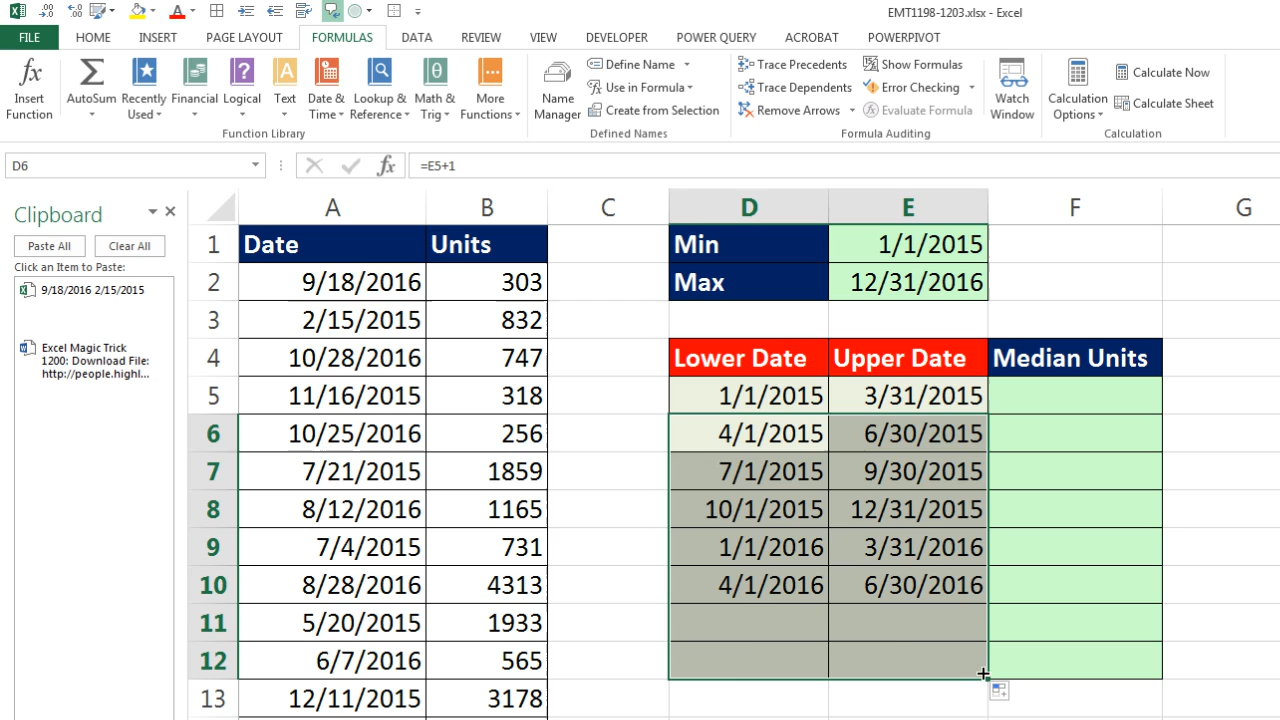 EMT1198-1203.xlsx - Excel
FILE HOME INSERT PAGE LAYOUT FORMULAS DATA REVIEW VIEW DEVELOPER POWER QUERY ACROBAT POWERPIVOT
Insert Function
AutoSum
Recently Used
Financial
Logical
Text
Date & Time
Lookup & Reference
Math & Trig
More Functions
Function Library
Name Manager
Define Name
Use in Formula
Create from Selection
Defined Names
Trace Precedents
Trace Dependents
Remove Arrows
Show Formulas
Error Checking
Evaluate Formula
Formula Auditing
Watch Window
Calculation Options
Calculate Now
Calculate Sheet
Calculation
D6 fx =E5+1
Clipboard
Paste All Clear All
Click an Item to Paste:
9/18/2016 2/15/2015
Excel Magic Trick
1200: Download File:
http://people.highl...
A B C D E F G
1 Date Units Min 1/1/2015
2 9/18/2016 303 Max 12/31/2016
3 2/15/2015 832
4 10/28/2016 747 Lower Date Upper Date Median Units
5 11/16/2015 318 1/1/2015 3/31/2015
6 10/25/2016 256 4/1/2015 6/30/2015
7 7/21/2015 1859 7/1/2015 9/30/2015
8 8/12/2016 1165 10/1/2015 12/31/2015
9 7/4/2015 731 1/1/2016 3/31/2016
10 8/28/2016 4313 4/1/2016 6/30/2016
11 5/20/2015 1933
12 6/7/2016 565
13 12/11/2015 3178